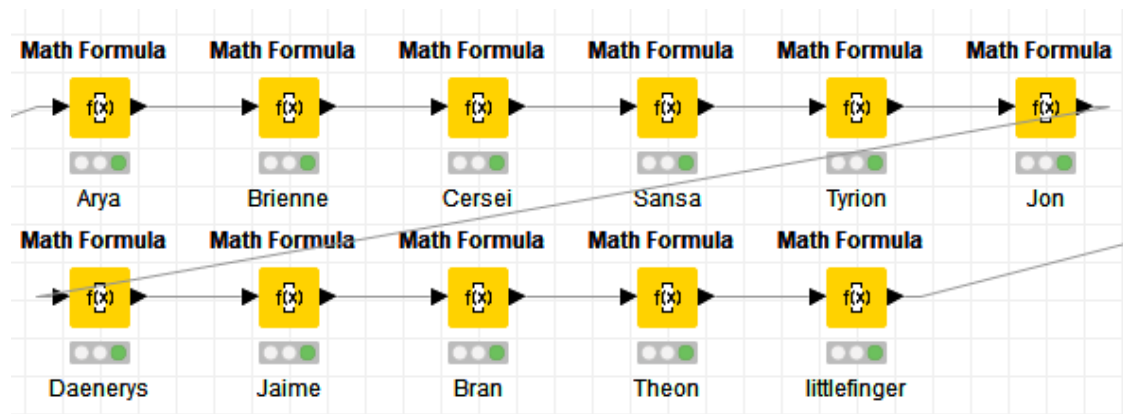 Math Formula Math Formula Math Formula Math Formula Math Formula Math Formula
f(x) f(x) f(x) f(x) f(x) f(x)
Arya Brienne Cersei Sansa Tyrion Jon
Math Formula Math Formula Math Formula Math Formula Math Formula
f(x) f(x) f(x) f(x) f(x)
Daenerys Jaime Bran Theon littlefinger